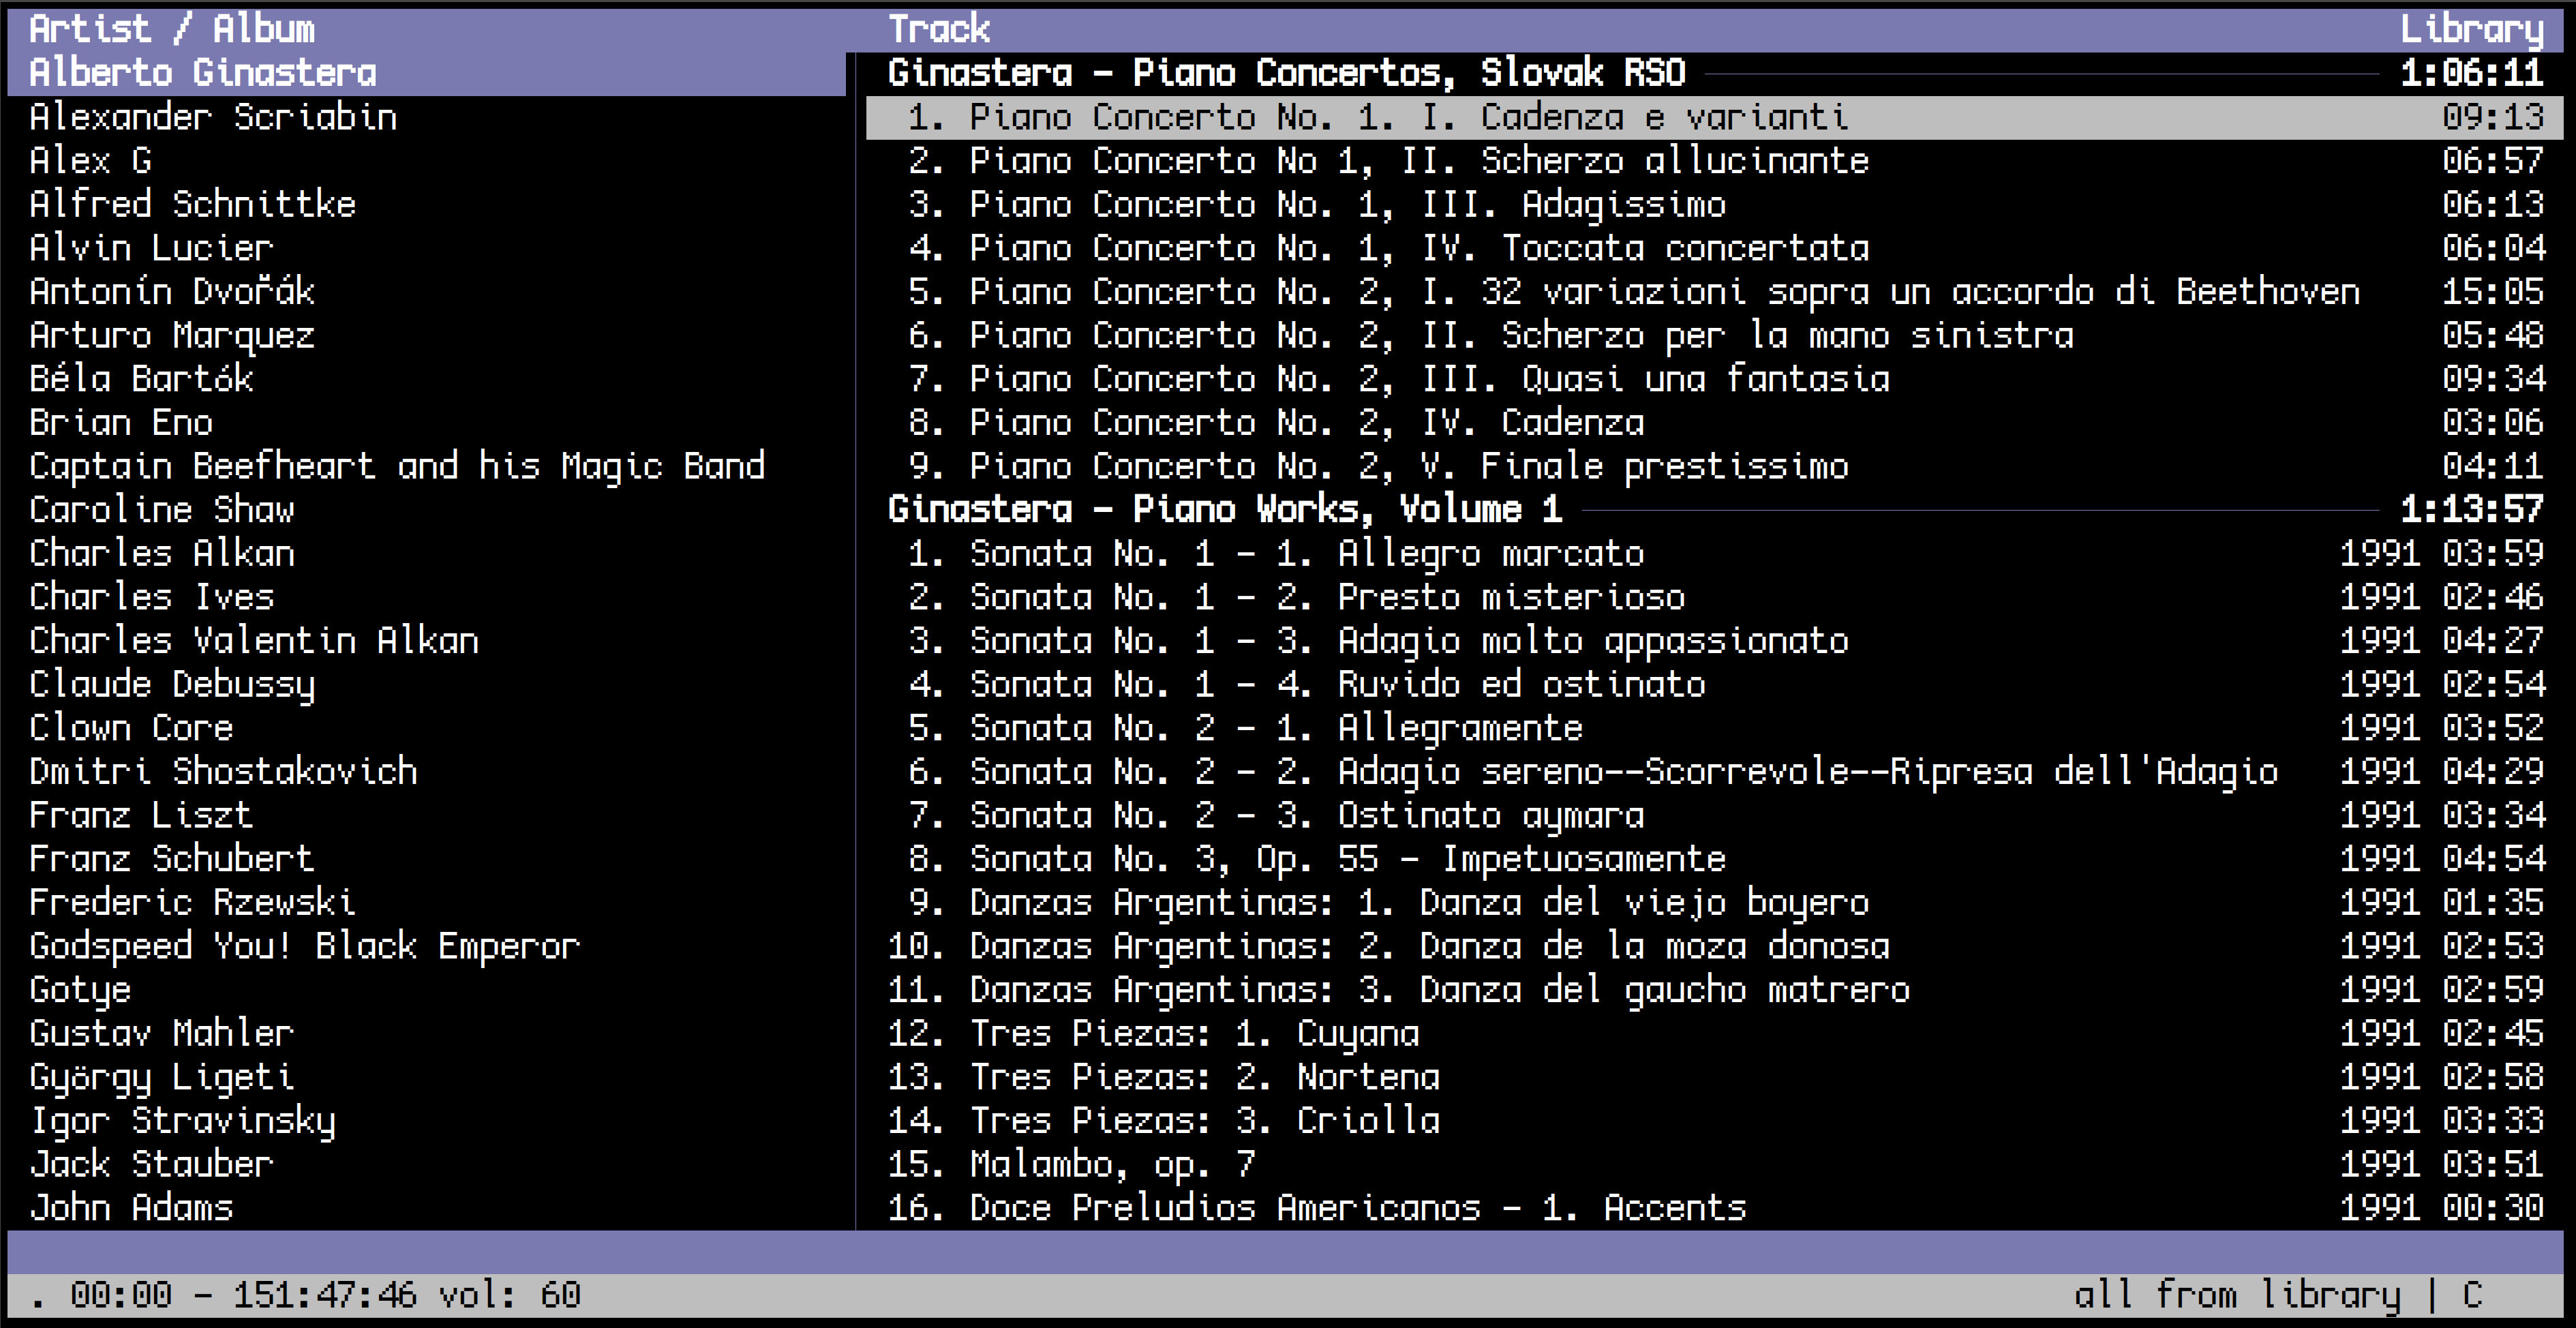 Artist / Album
Alberto Ginastera
Alexander Scriabin
Alex G
Alfred Schnittke
Alvin Lucier
Antonín Dvořák
Arturo Marquez
Béla Bartók
Brian Eno
Captain Beefheart and his Magic Band
Caroline Shaw
Charles Alkan
Charles Ives
Charles Valentin Alkan
Claude Debussy
Clown Core
Dmitri Shostakovich
Franz Liszt
Franz Schubert
Frederic Rzewski
Godspeed You! Black Emperor
Gotye
Gustav Mahler
György Ligeti
Igor Stravinsky
Jack Stauber
John Adams
Track Library
Ginastera - Piano Concertos, Slovak RSO 1:06:11
1. Piano Concerto No. 1. I. Cadenza e varianti 09:13
2. Piano Concerto No 1, II. Scherzo allucinante 06:57
3. Piano Concerto No. 1, III. Adagissimo 06:13
4. Piano Concerto No. 1, IV. Toccata concertata 06:04
5. Piano Concerto No. 2, I. 32 variazioni sopra un accordo di Beethoven 15:05
6. Piano Concerto No. 2, II. Scherzo per la mano sinistra 05:48
7. Piano Concerto No. 2, III. Quasi una fantasia 09:34
8. Piano Concerto No. 2, IV. Cadenza 03:06
9. Piano Concerto No. 2, V. Finale prestissimo 04:11
Ginastera - Piano Works, Volume 1 1:13:57
1. Sonata No. 1 - 1. Allegro marcato 1991 03:59
2. Sonata No. 1 - 2. Presto misterioso 1991 02:46
3. Sonata No. 1 - 3. Adagio molto appassionato 1991 04:27
4. Sonata No. 1 - 4. Ruvido ed ostinato 1991 02:54
5. Sonata No. 2 - 1. Allegramente 1991 03:52
6. Sonata No. 2 - 2. Adagio sereno--Scorrevole--Ripresa dell'Adagio 1991 04:29
7. Sonata No. 2 - 3. Ostinato aymara 1991 03:34
8. Sonata No. 3, Op. 55 - Impetuosamente 1991 04:54
9. Danzas Argentinas: 1. Danza del viejo boyero 1991 01:35
10. Danzas Argentinas: 2. Danza de la moza donosa 1991 02:53
11. Danzas Argentinas: 3. Danza del gaucho matrero 1991 02:59
12. Tres Piezas: 1. Cuyana 1991 02:45
13. Tres Piezas: 2. Nortena 1991 02:58
14. Tres Piezas: 3. Criolla 1991 03:33
15. Malambo, op. 7 1991 03:51
16. Doce Preludios Americanos - 1. Accents 1991 00:30
. 00:00 - 151:47:46 vol: 60 all from library | C